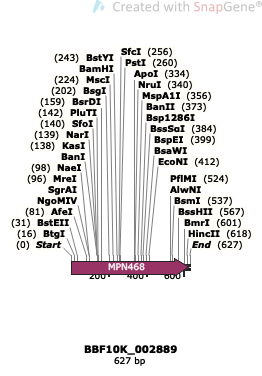 Created with SnapGene®
SfcI (256)
(243) BstYI PstI (260)
BamHI ApoI (334)
(224) MscI NruI (340)
(202) BsgI MspA1I (356)
(159) BsrDI BanII (373)
(142) PluTI Bsp1286I
(140) SfoI BssSαI (384)
(139) NarI BspEI (399)
(138) KasI BsaWI
BanI EcoNI (412)
(98) NaeI PflMI (524)
(96) MreI AlwNI
SgrAI BsmI (537)
NgoMIV BssHII (567)
(81) AfeI BmrI (601)
(31) BstEII HincII (618)
(16) BtgI End (627)
(0) Start
MPN468
200 400 600
BBF10K_002889
627 bp